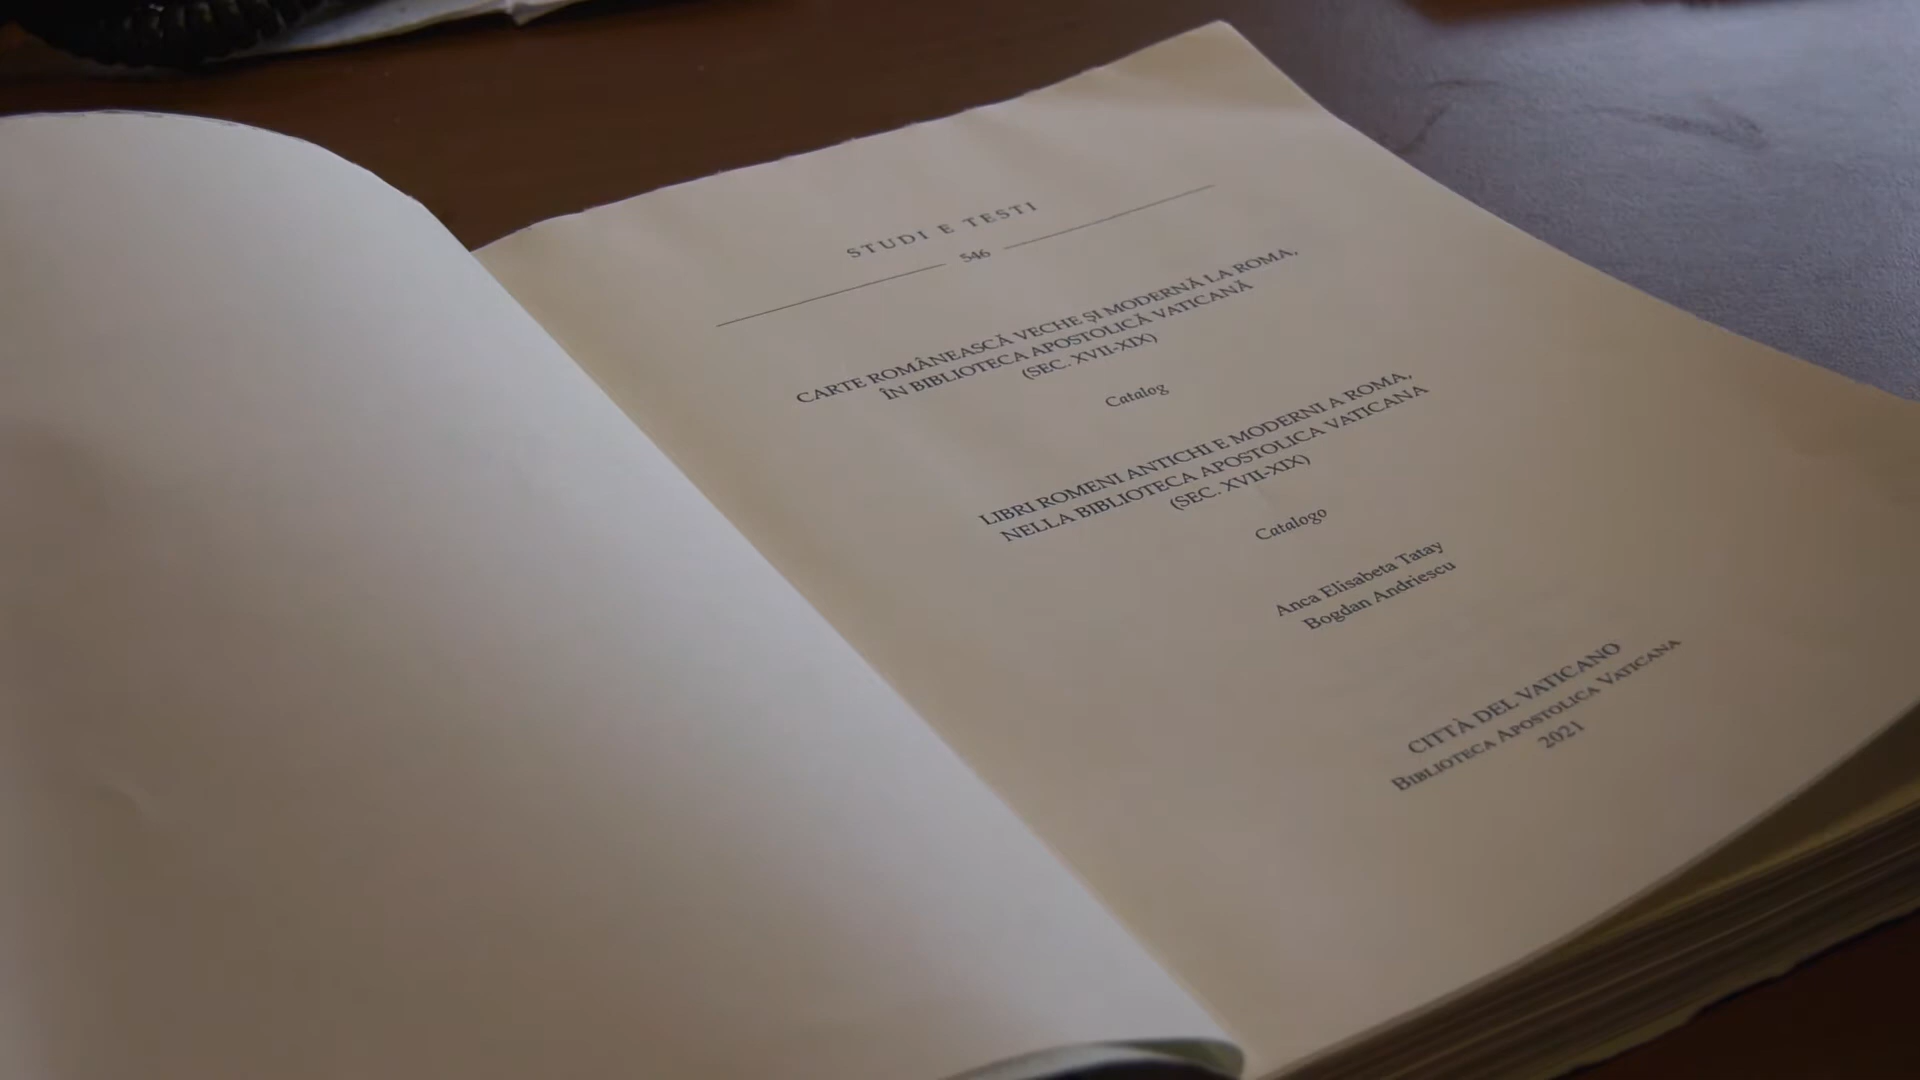 STUDI E TESTI
546
CARTE ROMÂNEASCĂ VECHE ȘI MODERNĂ LA ROMA,
ÎN BIBLIOTECA APOSTOLICĂ VATICANĂ
(SEC. XVII-XIX)
Catalog
LIBRI ROMENI ANTICHI E MODERNI A ROMA,
NELLA BIBLIOTECA APOSTOLICA VATICANA
(SEC. XVII-XIX)
Catalogo
Anca Elisabeta Tatay
Bogdan Andriescu
CITTÀ DEL VATICANO
BIBLIOTECA APOSTOLICA VATICANA
2021